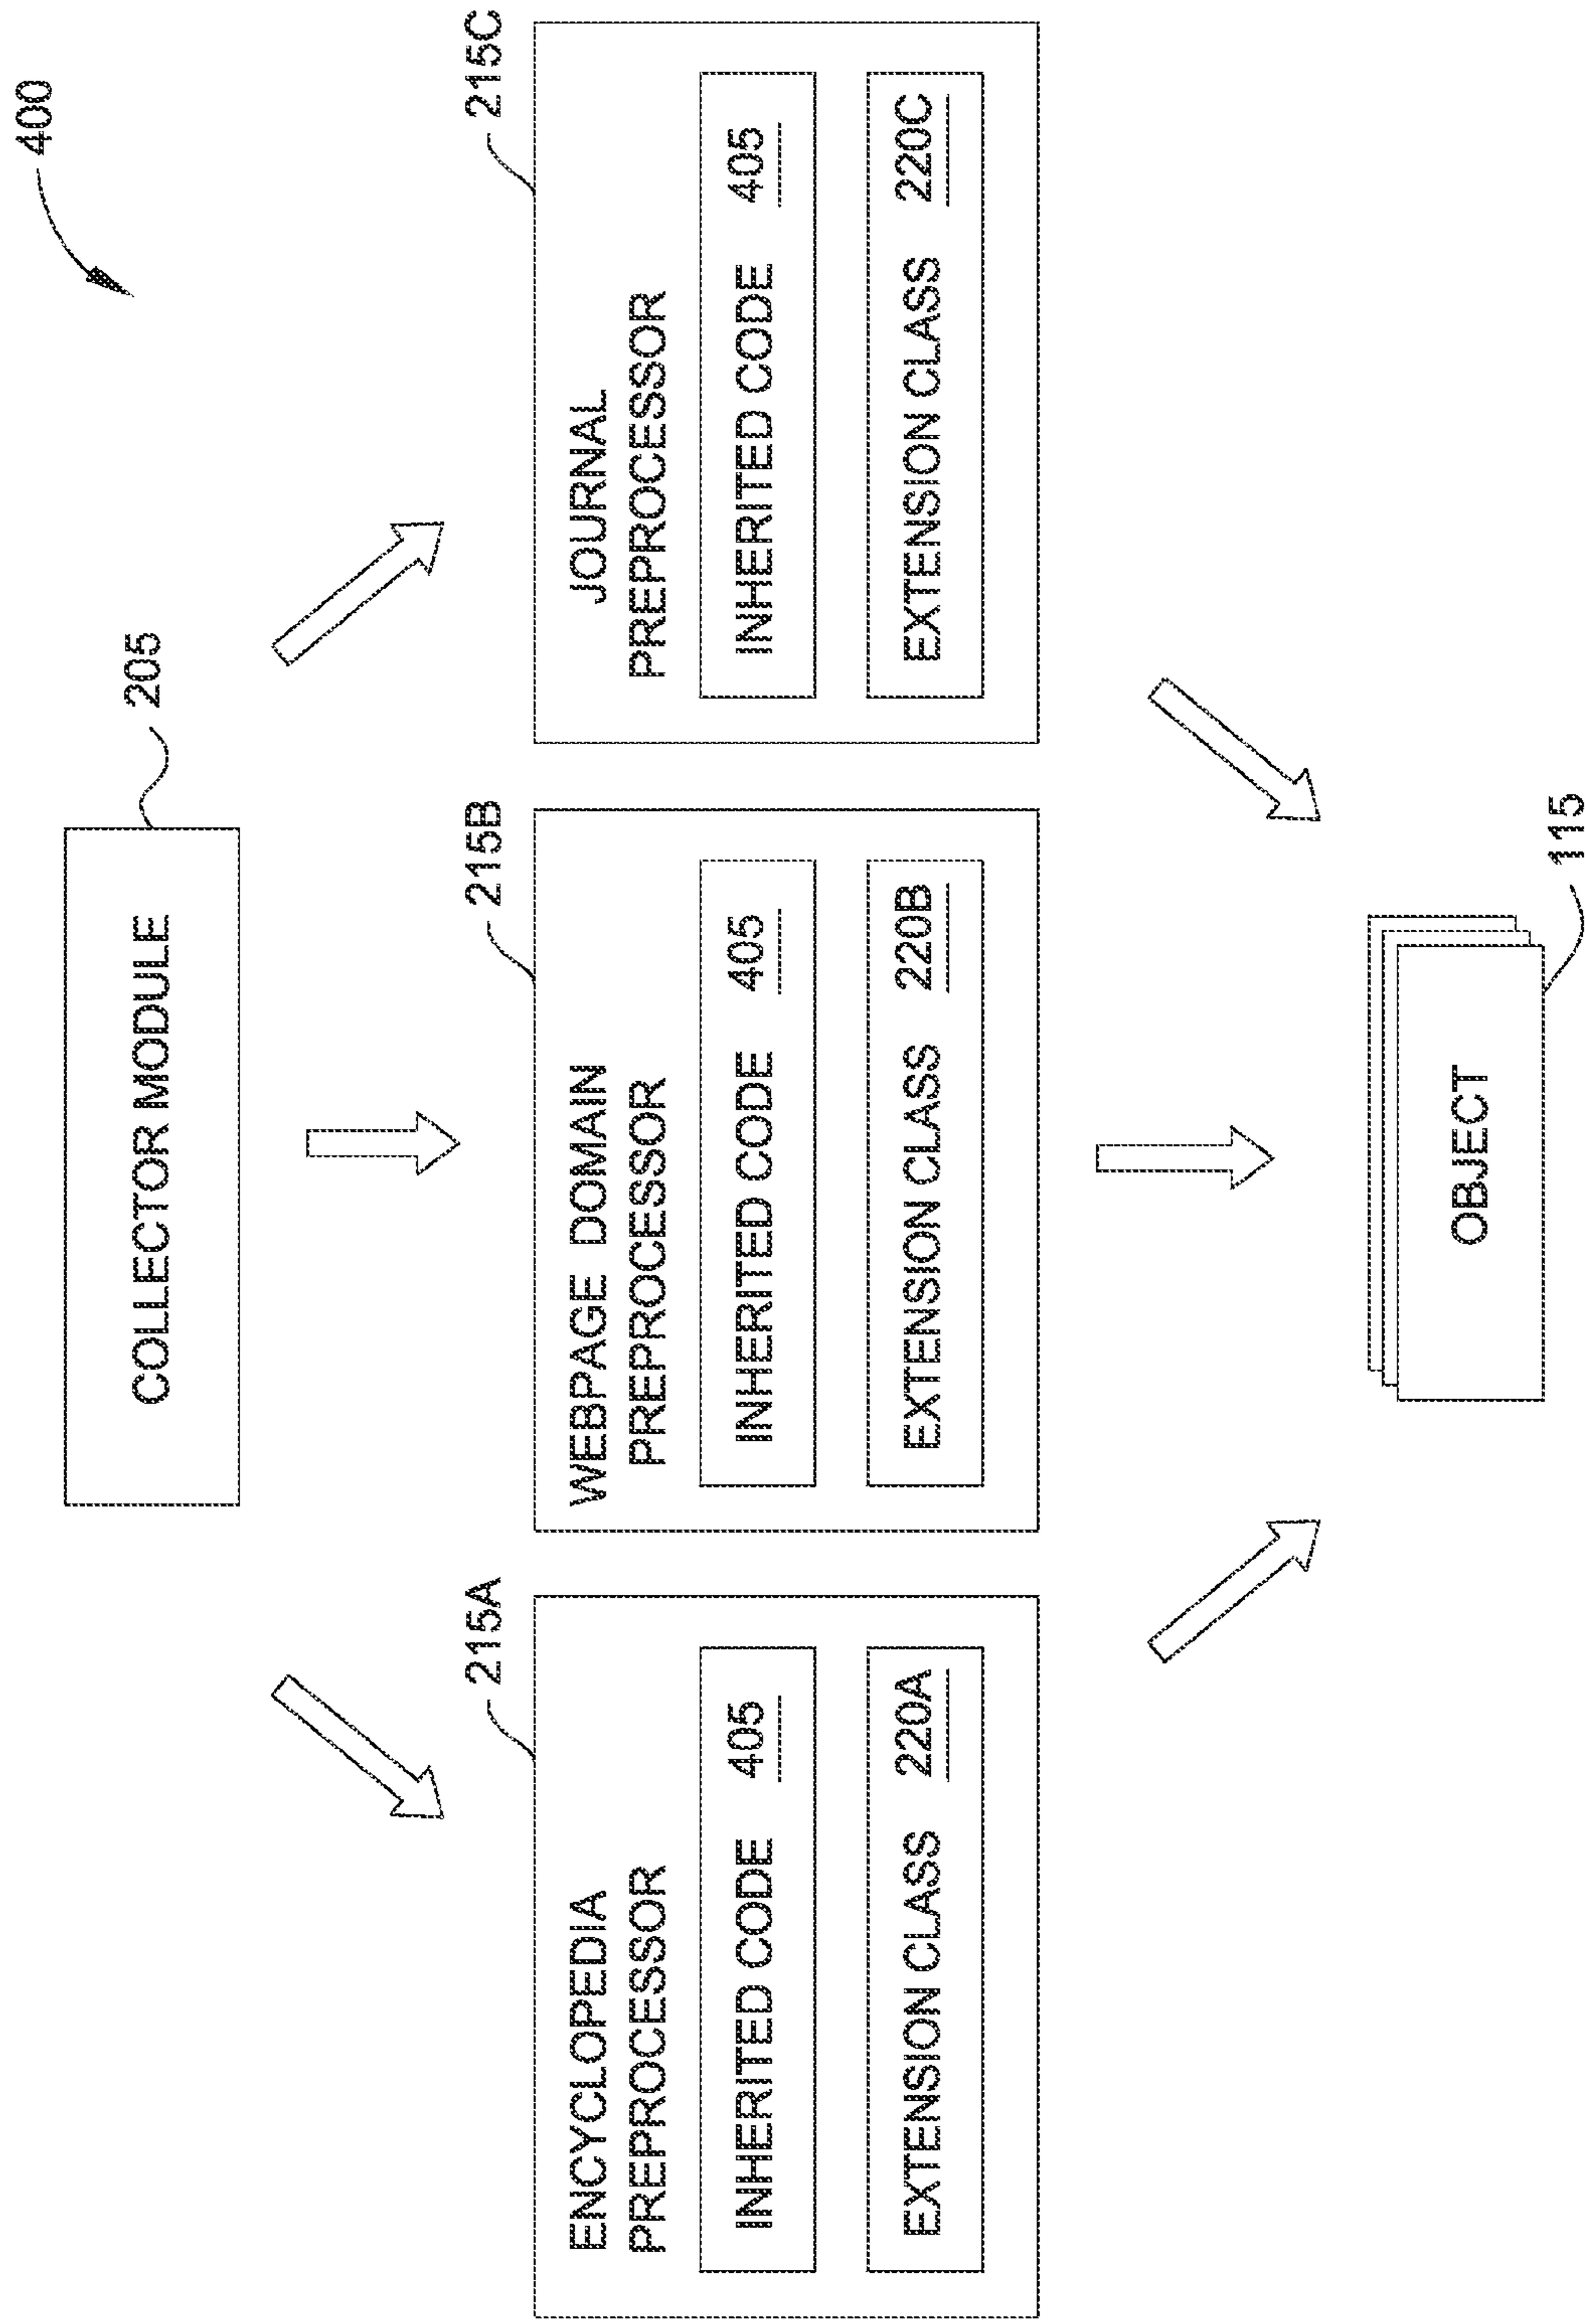 400
COLLECTOR MODULE
205
215A
ENCYCLOPEDIA
PREPROCESSOR
INHERITED CODE 405
EXTENSION CLASS 220A
215B
WEBPAGE DOMAIN
PREPROCESSOR
INHERITED CODE 405
EXTENSION CLASS 220B
215C
JOURNAL
PREPROCESSOR
INHERITED CODE 405
EXTENSION CLASS 220C
OBJECT
115